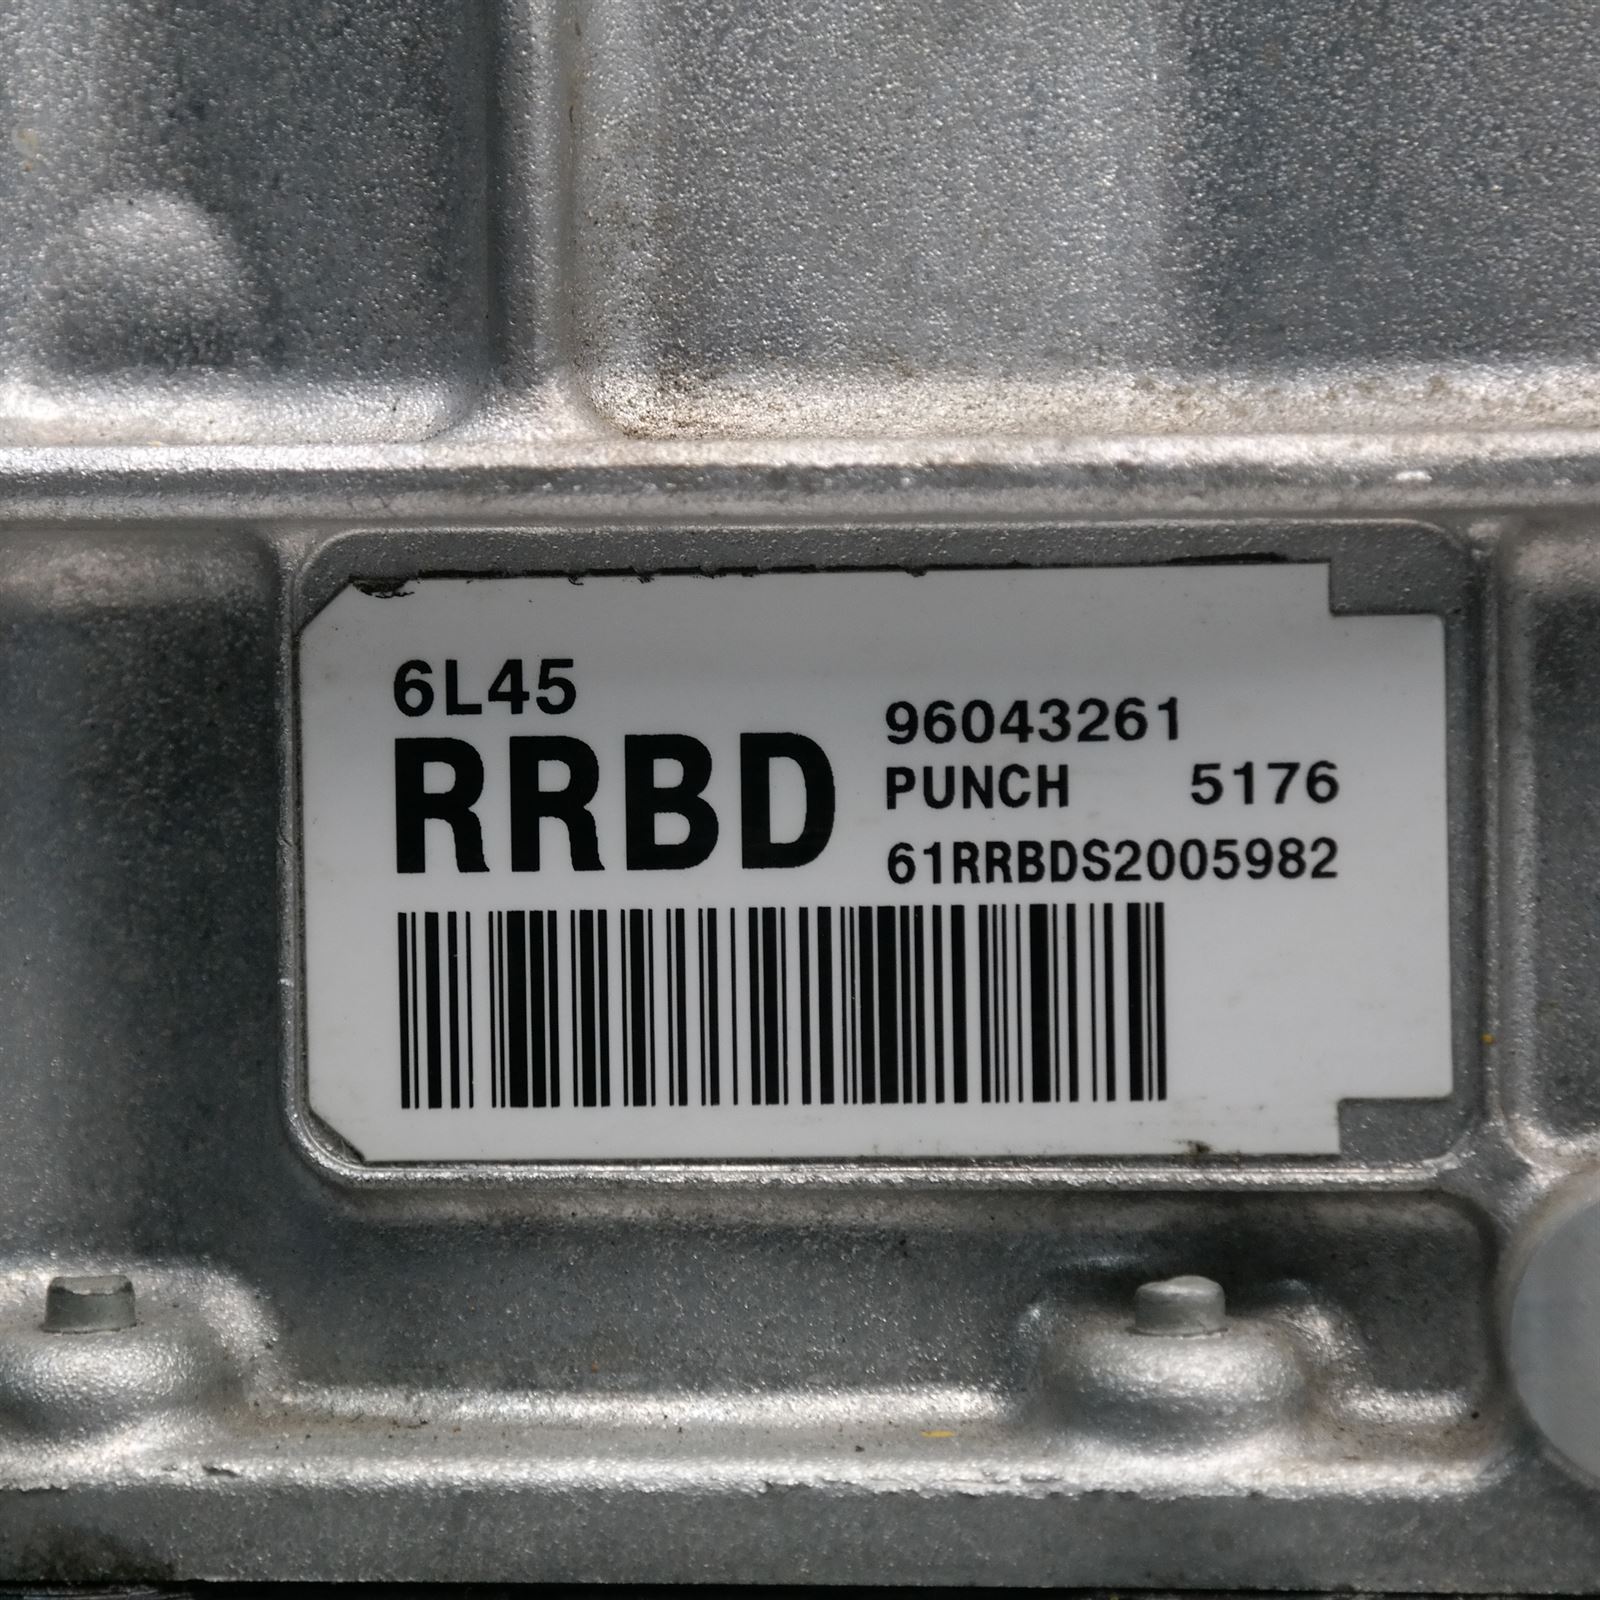 6L45
RRBD
96043261
PUNCH 5176
61RRBDS2005982